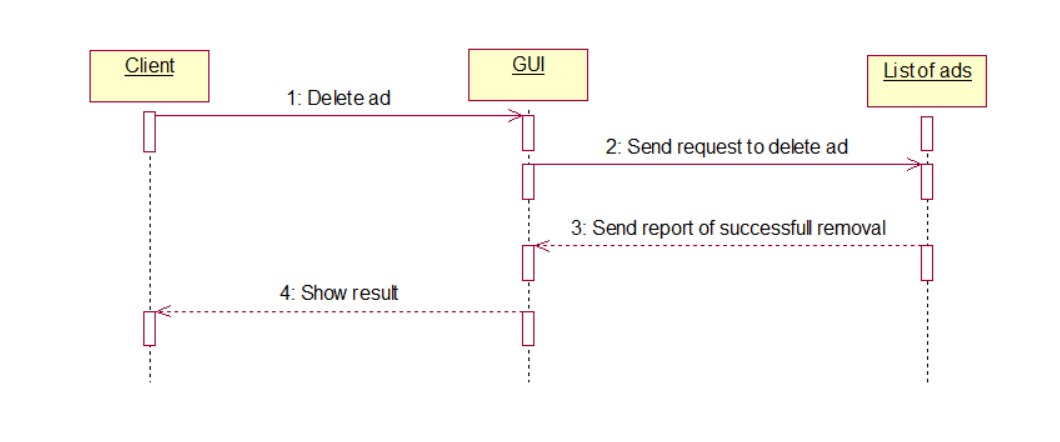 Client
GUI
List of ads
1: Delete ad
2: Send request to delete ad
3: Send report of successfull removal
4: Show result